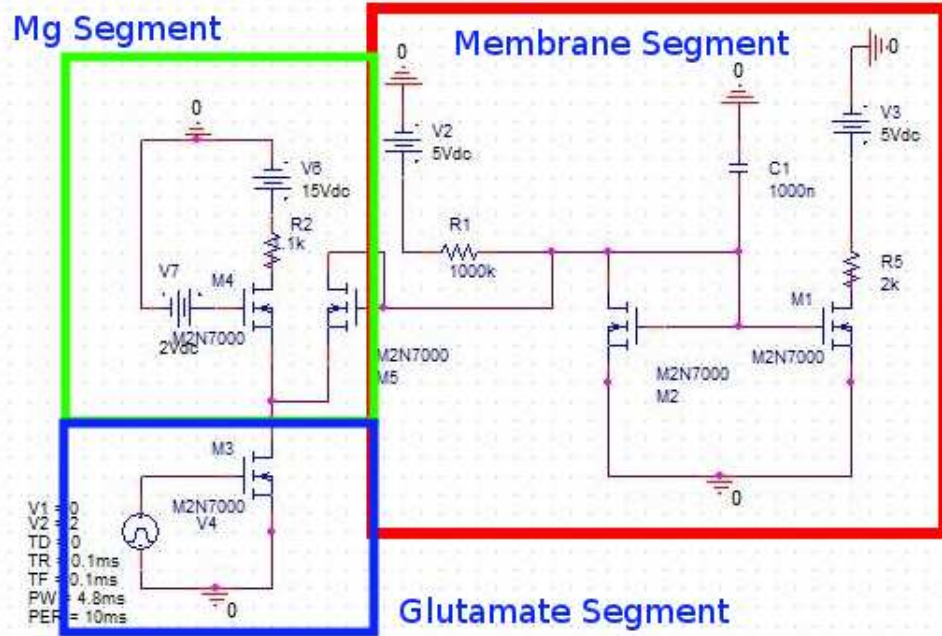 Mg Segment
Membrane Segment
0
0
0
0
V6
15Vdc
R2
.1k
V7
2Vdc
M4
M2N7000
M2N7000
M5
V2
5Vdc
R1
1000k
C1
1000n
V3
5Vdc
R5
2k
M1
M2N7000
M2N7000
M2
0
M3
M2N7000
V4
V1 = 0
V2 = 2
TD = 0
TR = 0.1ms
TF = 0.1ms
PW = 4.8ms
PER = 10ms
0
Glutamate Segment